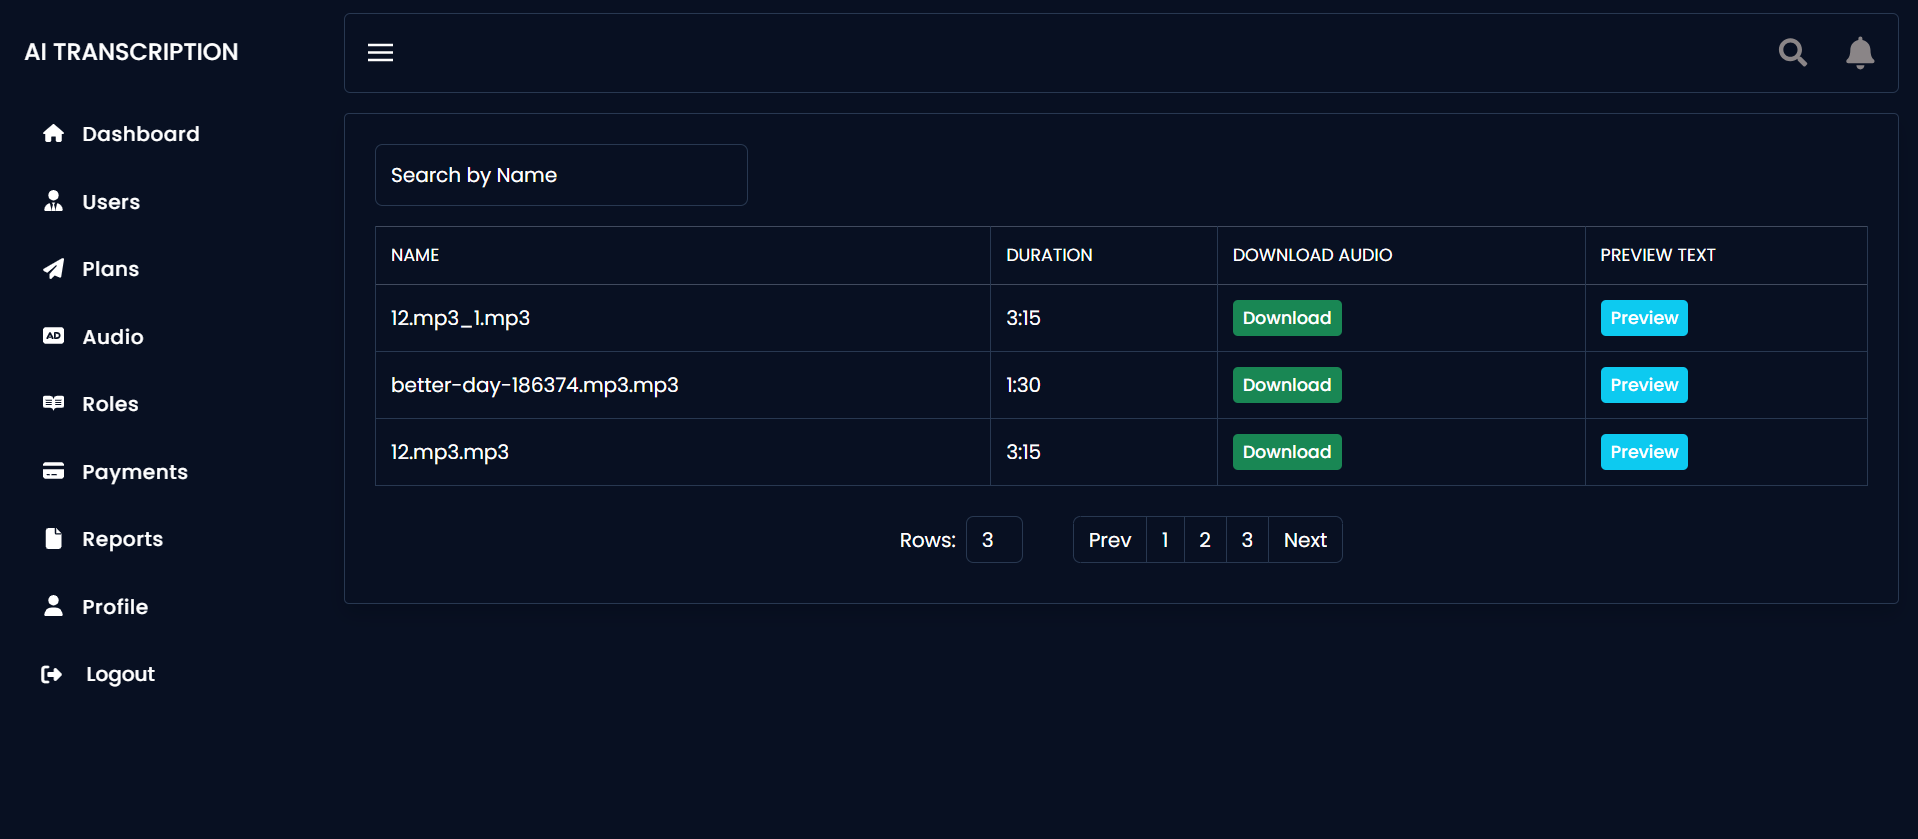 AI TRANSCRIPTION
Dashboard
Users
Plans
AD Audio
Roles
Payments
Reports
Profile
Logout
Search by Name
NAME DURATION DOWNLOAD AUDIO PREVIEW TEXT
12.mp3_1.mp3 3:15 Download Preview
better-day-186374.mp3.mp3 1:30 Download Preview
12.mp3.mp3 3:15 Download Preview
Rows: 3 Prev 1 2 3 Next